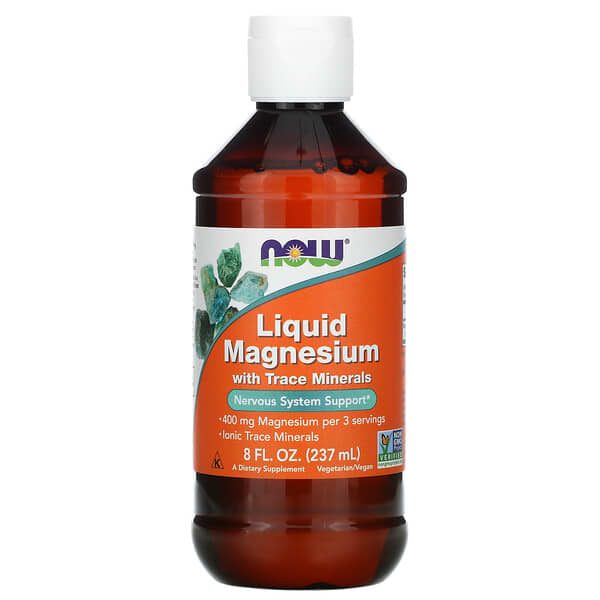 NOW®
Liquid
Magnesium
with Trace Minerals
Nervous System Support*
•400 mg Magnesium per 3 servings
•Ionic Trace Minerals
NON
GMO
Project
VERIFIED
8 FL. OZ. (237 mL)
K
A Dietary Supplement Vegetarian/Vegan